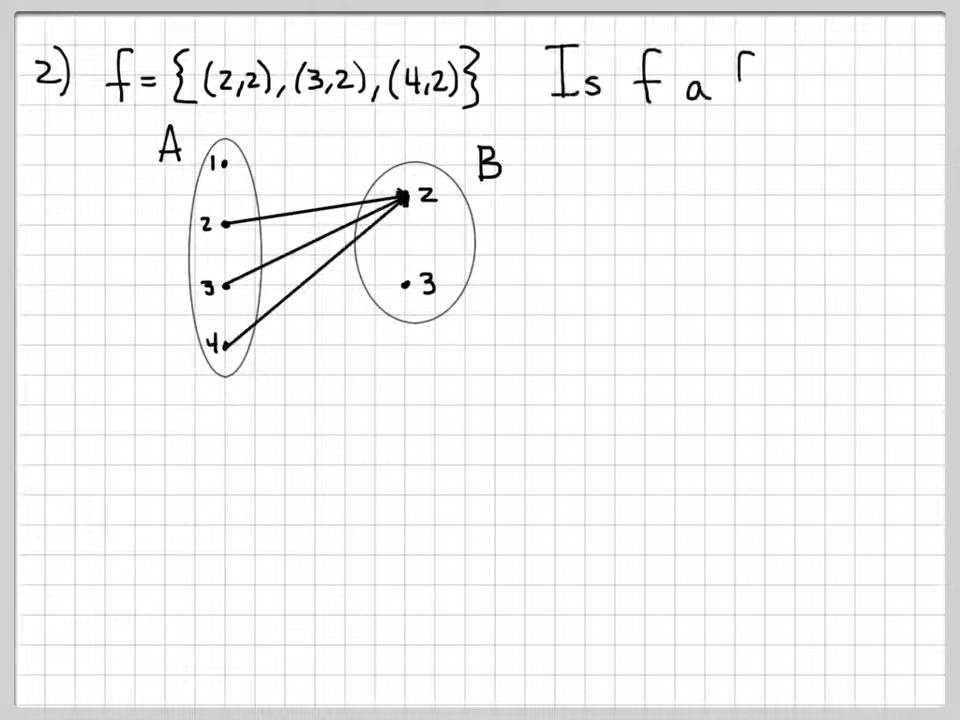 2) f = {(2,2), (3,2), (4,2)} Is f a
A
B
1
2
3
4
2
3